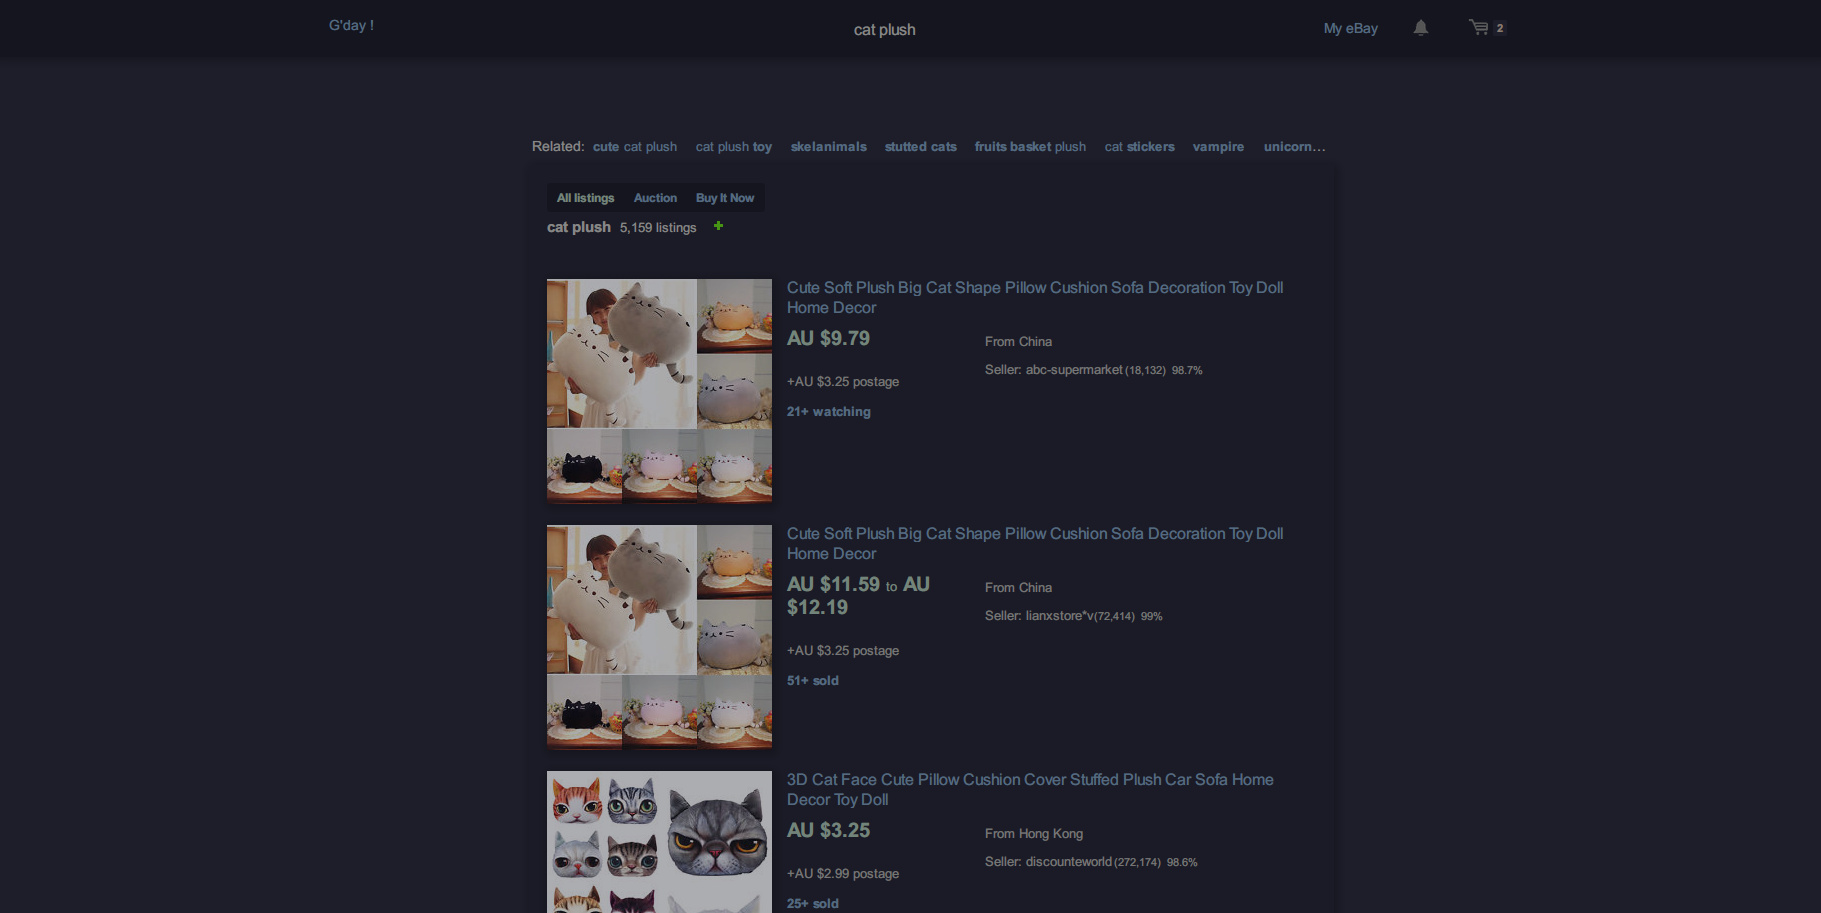 G'day !
cat plush
My eBay
2
Related: cute cat plush cat plush toy skelanimals stutted cats fruits basket plush cat stickers vampire unicorn...
All listings Auction Buy It Now
cat plush 5,159 listings
Cute Soft Plush Big Cat Shape Pillow Cushion Sofa Decoration Toy Doll
Home Decor
AU $9.79
From China
Seller: abc-supermarket (18,132) 98.7%
+AU $3.25 postage
21+ watching
Cute Soft Plush Big Cat Shape Pillow Cushion Sofa Decoration Toy Doll
Home Decor
AU $11.59 to AU
$12.19
From China
Seller: lianxstore*v(72,414) 99%
+AU $3.25 postage
51+ sold
3D Cat Face Cute Pillow Cushion Cover Stuffed Plush Car Sofa Home
Decor Toy Doll
AU $3.25
From Hong Kong
Seller: discounteworld (272,174) 98.6%
+AU $2.99 postage
25+ sold